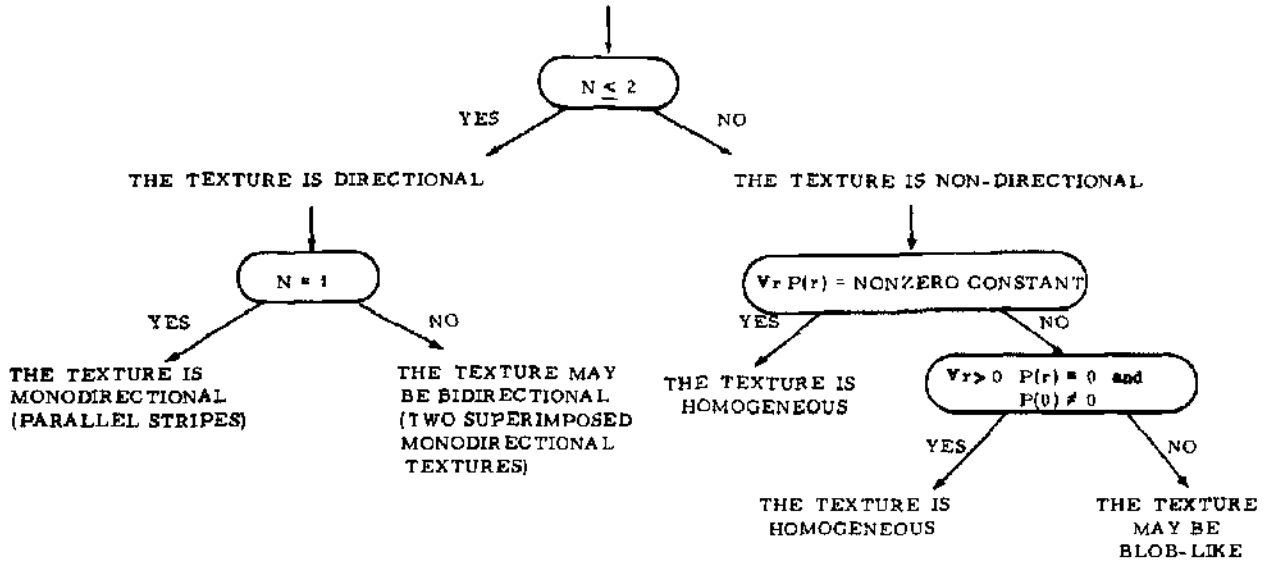 N ≤ 2
YES
NO
THE TEXTURE IS DIRECTIONAL
THE TEXTURE IS NON-DIRECTIONAL
N = 1
∀r P(r) = NONZERO CONSTANT
YES
NO
YES
NO
THE TEXTURE IS
MONODIRECTIONAL
(PARALLEL STRIPES)
THE TEXTURE MAY
BE BIDIRECTIONAL
(TWO SUPERIMPOSED
MONODIRECTIONAL
TEXTURES)
THE TEXTURE IS
HOMOGENEOUS
∀r > 0 P(r) = 0 and
P(0) ≠ 0
YES
NO
THE TEXTURE IS
HOMOGENEOUS
THE TEXTURE
MAY BE
BLOB-LIKE